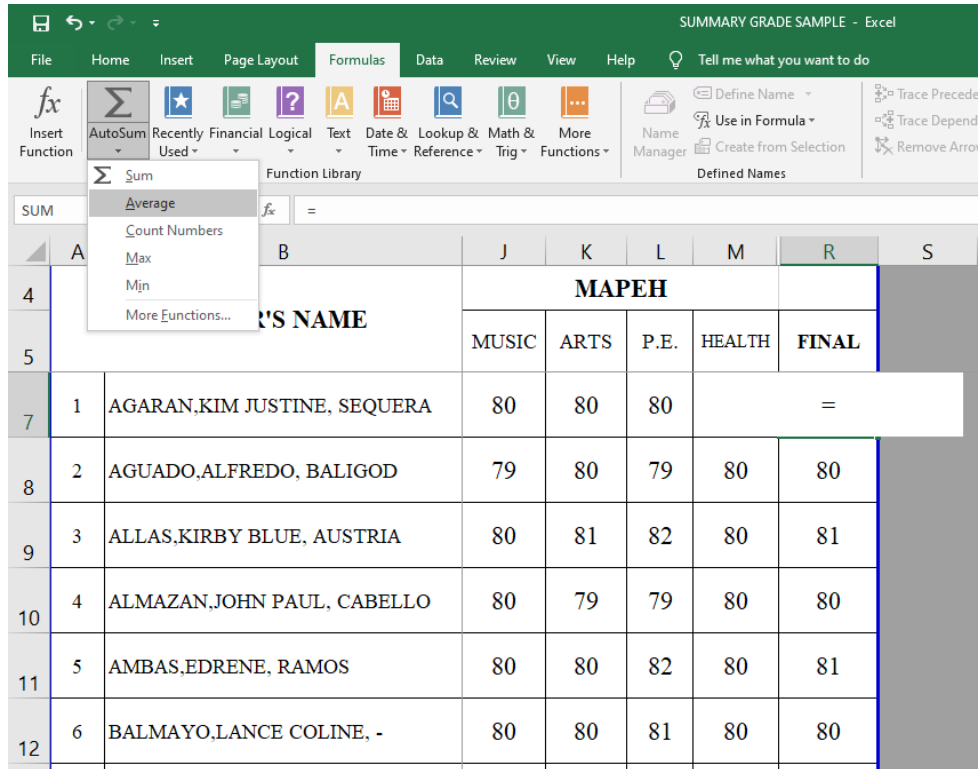 SUMMARY GRADE SAMPLE - Excel
File Home Insert Page Layout Formulas Data Review View Help Tell me what you want to do
fx Σ ? A θ
Insert Function AutoSum Recently Used Financial Logical Text Date & Time Lookup & Reference Math & Trig More Functions Name Manager
Define Name
fx Use in Formula
Create from Selection
Trace Precede
Trace Depend
Remove Arro
Function Library Defined Names
Σ Sum
Average
Count Numbers
Max
Min
More Functions...
SUM fx =
A B J K L M R S
4 MAPEH
'S NAME
5 MUSIC ARTS P.E. HEALTH FINAL
7 1 AGARAN,KIM JUSTINE, SEQUERA 80 80 80 =
8 2 AGUADO,ALFREDO, BALIGOD 79 80 79 80 80
9 3 ALLAS,KIRBY BLUE, AUSTRIA 80 81 82 80 81
10 4 ALMAZAN,JOHN PAUL, CABELLO 80 79 79 80 80
11 5 AMBAS,EDRENE, RAMOS 80 80 82 80 81
12 6 BALMAYO,LANCE COLINE, - 80 80 81 80 80